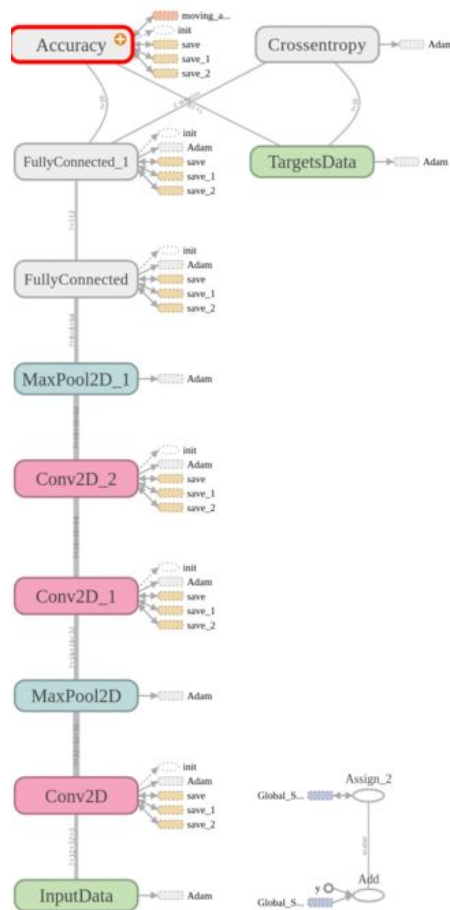 moving_a...
init
Accuracy
save
save_1
save_2
Crossentropy
Adam
init
Adam
FullyConnected_1
save
save_1
save_2
TargetsData
Adam
init
Adam
FullyConnected
save
save_1
save_2
MaxPool2D_1
Adam
init
Adam
Conv2D_2
save
save_1
save_2
init
Adam
Conv2D_1
save
save_1
save_2
MaxPool2D
Adam
init
Adam
Conv2D
save
save_1
save_2
InputData
Adam
Assign_2
Global_S...
scalar
Add
y
Global_S...